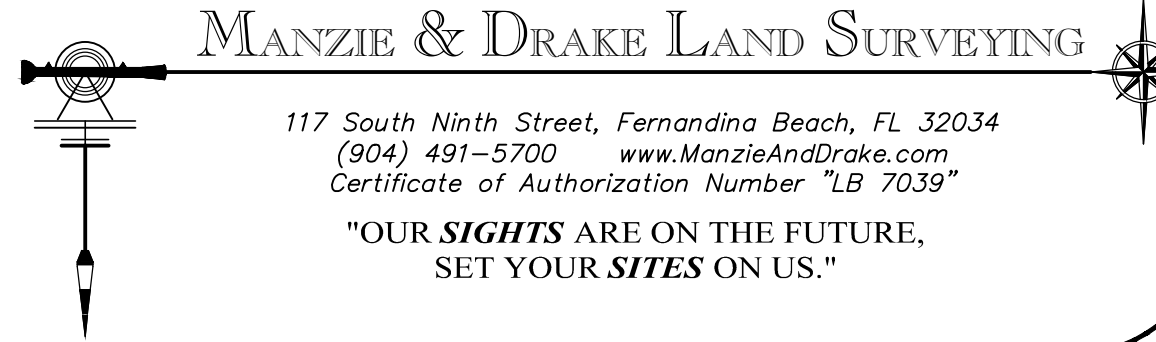 MANZIE & DRAKE LAND SURVEYING
117 South Ninth Street, Fernandina Beach, FL 32034
(904) 491-5700 www.ManzieAndDrake.com
Certificate of Authorization Number "LB 7039"
"OUR SIGHTS ARE ON THE FUTURE,
SET YOUR SITES ON US."